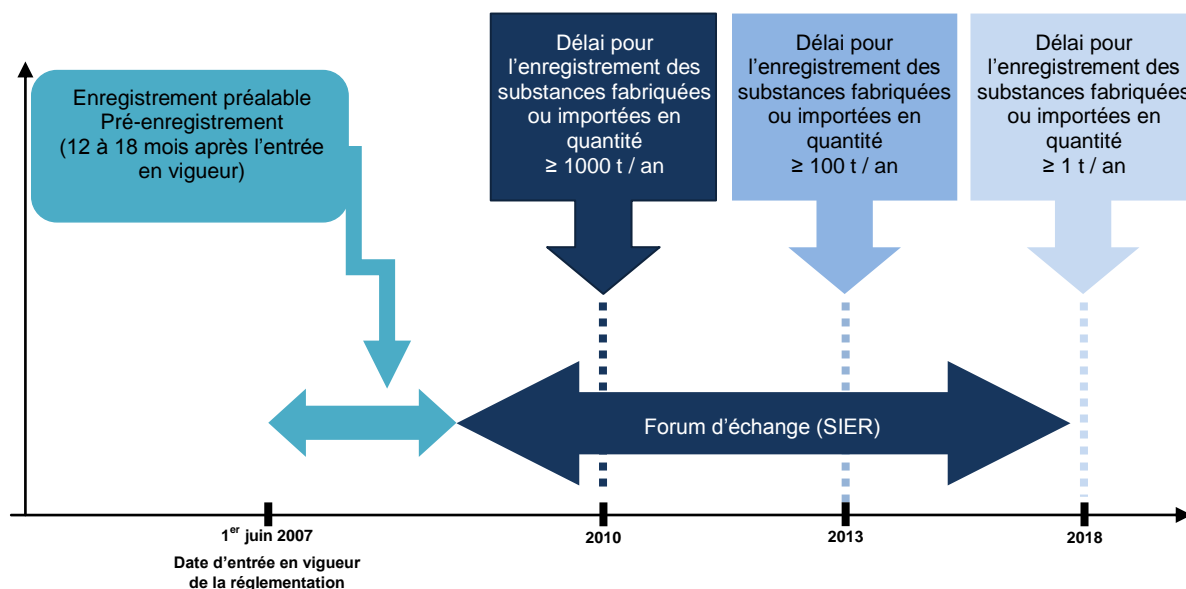 Enregistrement préalable
Pré-enregistrement
(12 à 18 mois après l’entrée
en vigueur)
Délai pour
l’enregistrement des
substances fabriquées
ou importées en
quantité
≥ 1000 t / an
Délai pour
l’enregistrement des
substances fabriquées
ou importées en
quantité
≥ 100 t / an
Délai pour
l’enregistrement des
substances fabriquées
ou importées en
quantité
≥ 1 t / an
Forum d’échange (SIER)
1er juin 2007
Date d’entrée en vigueur
de la réglementation
2010
2013
2018